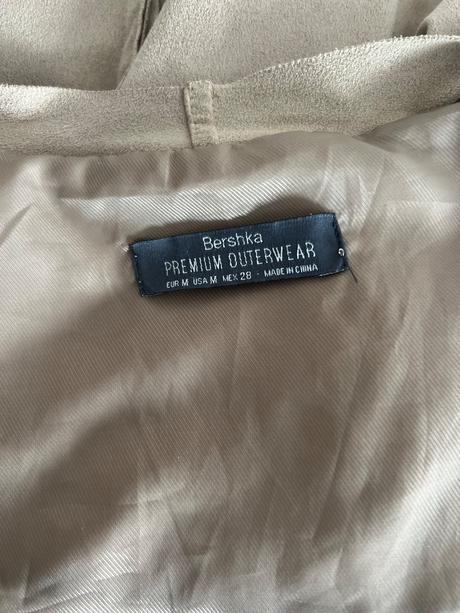 Bershka
PREMIUM OUTERWEAR
EUR M USA M MEX 28 · MADE IN CHINA